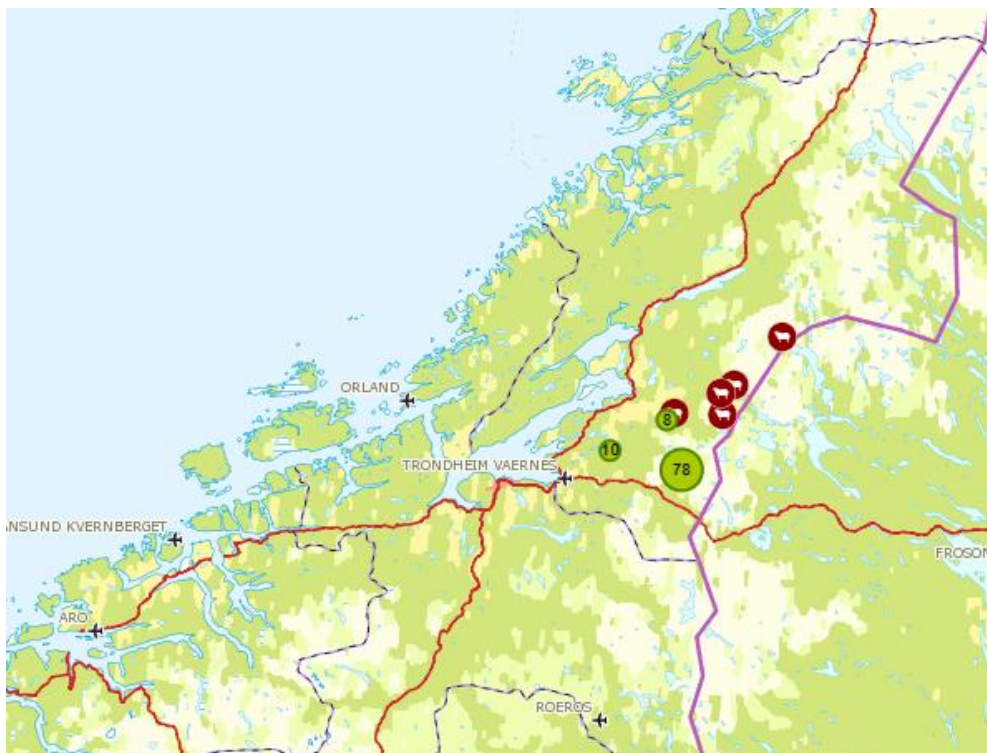 ORLAND
8
10
TRONDHEIM VAERNES
78
ANSUND KVERNBERGET
FROSON
ARO
ROEROS